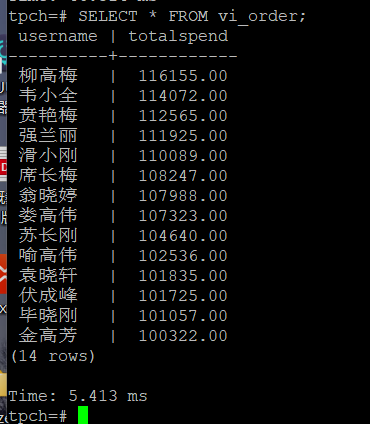 tpch=# SELECT * FROM vi_order;
username | totalspend
----------+------------
柳高梅 | 116155.00
韦小全 | 114072.00
贲艳梅 | 112565.00
强兰丽 | 111925.00
滑小刚 | 110089.00
席长梅 | 108247.00
翁晓婷 | 107988.00
娄高伟 | 107323.00
苏长刚 | 104640.00
喻高伟 | 102536.00
袁晓轩 | 101835.00
伏成峰 | 101725.00
毕晓刚 | 101057.00
金高芳 | 100322.00
(14 rows)
Time: 5.413 ms
tpch=#